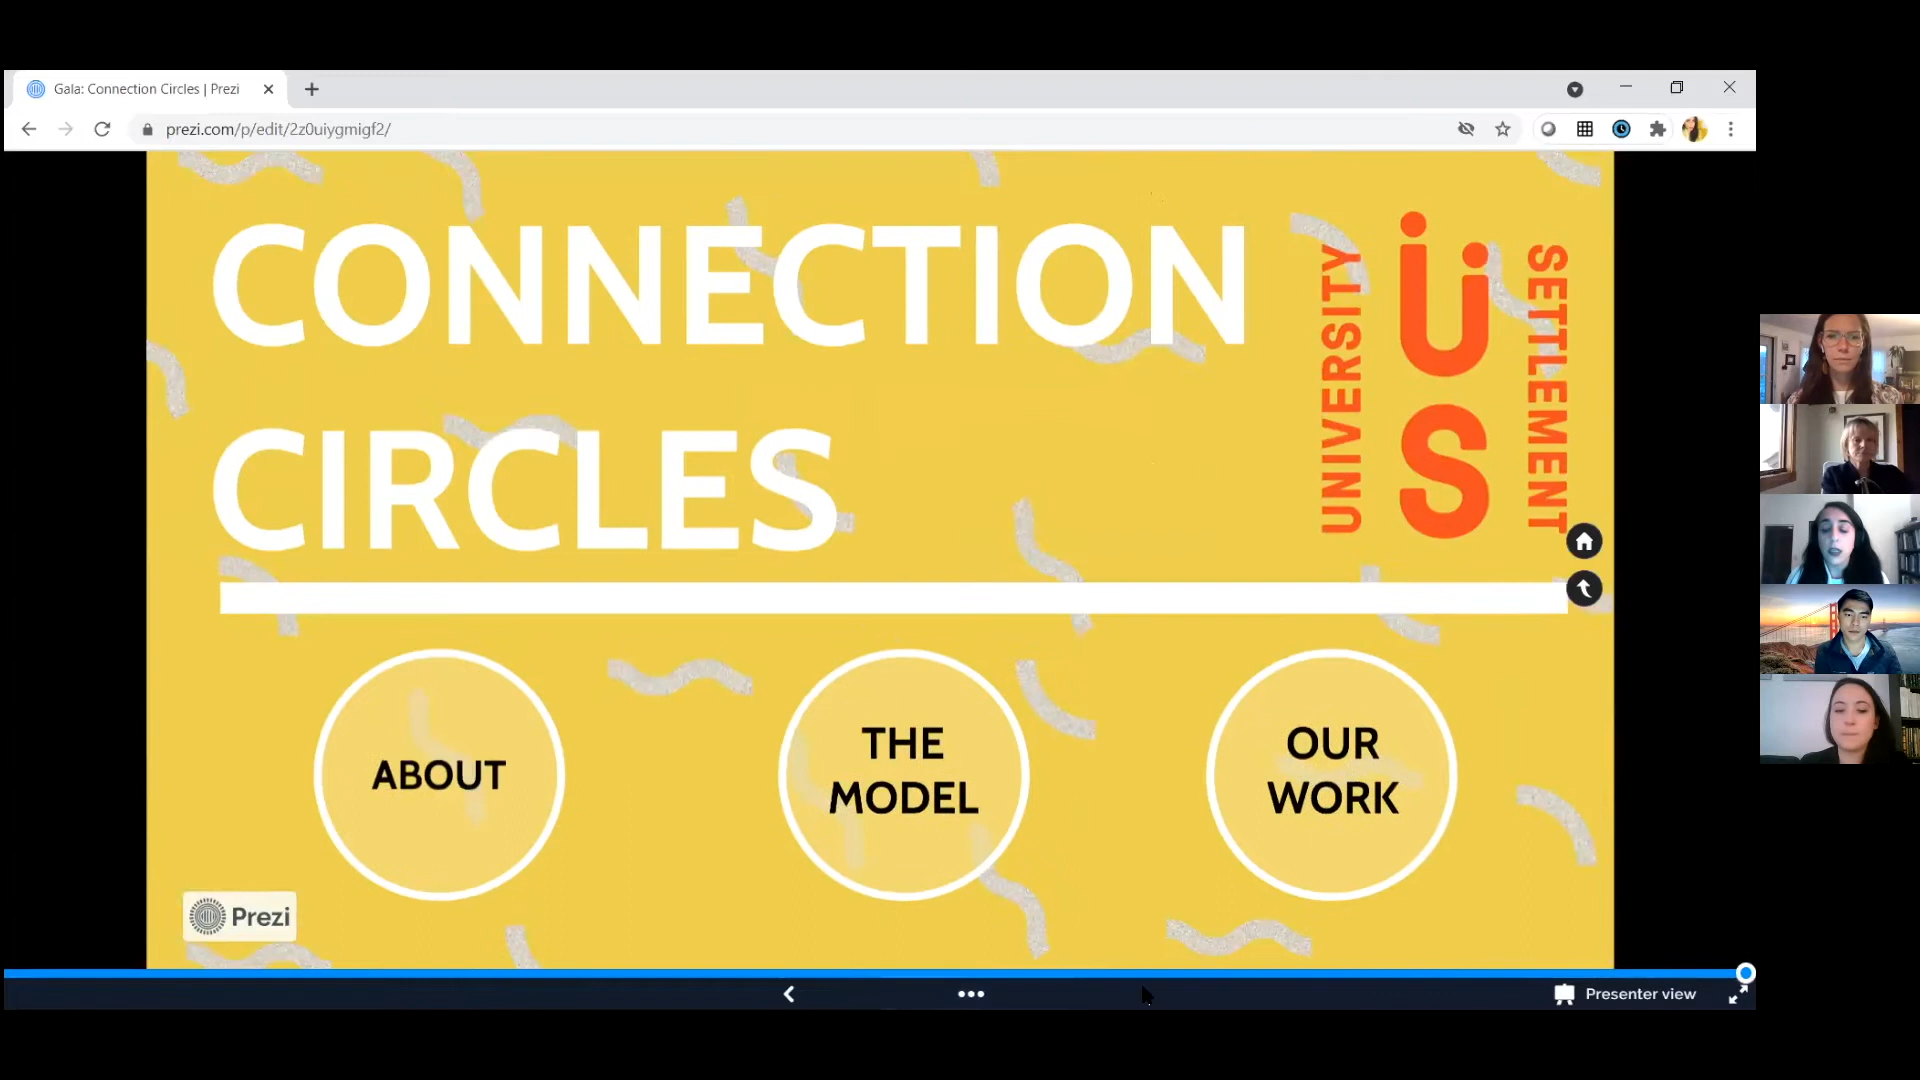 Gala: Connection Circles | Prezi
prezi.com/p/edit/2z0uiygmigf2/
CONNECTION
CIRCLES
UNIVERSITY
US
SETTLEMENT
ABOUT
THE
MODEL
OUR
WORK
Prezi
Presenter view